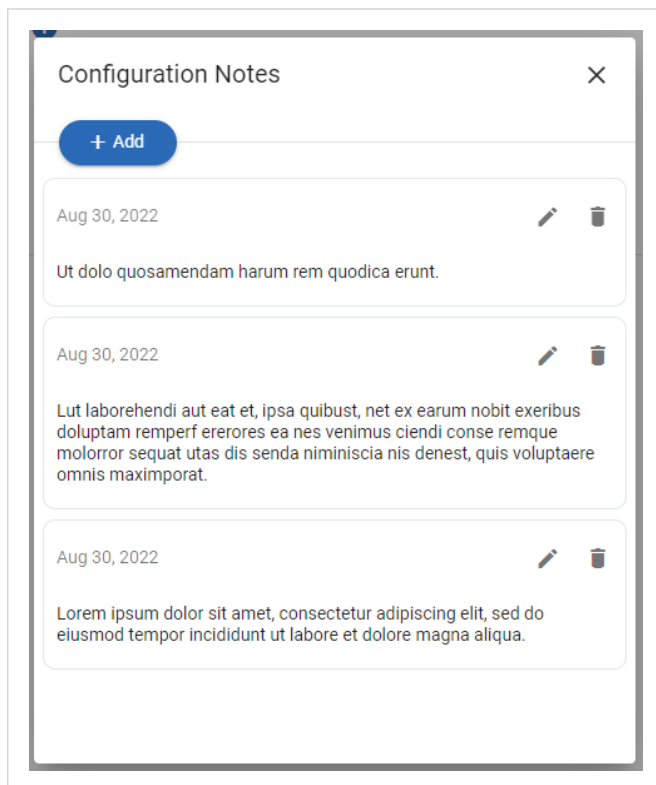 Configuration Notes
+ Add
Aug 30, 2022
Ut dolo quosamendam harum rem quodica erunt.
Aug 30, 2022
Lut laborehendi aut eat et, ipsa quibust, net ex earum nobit exeribus
doluptam remperf ererores ea nes venimus ciendi conse remque
molorror sequat utas dis senda niminiscia nis denest, quis voluptaere
omnis maximporat.
Aug 30, 2022
Lorem ipsum dolor sit amet, consectetur adipiscing elit, sed do
eiusmod tempor incididunt ut labore et dolore magna aliqua.